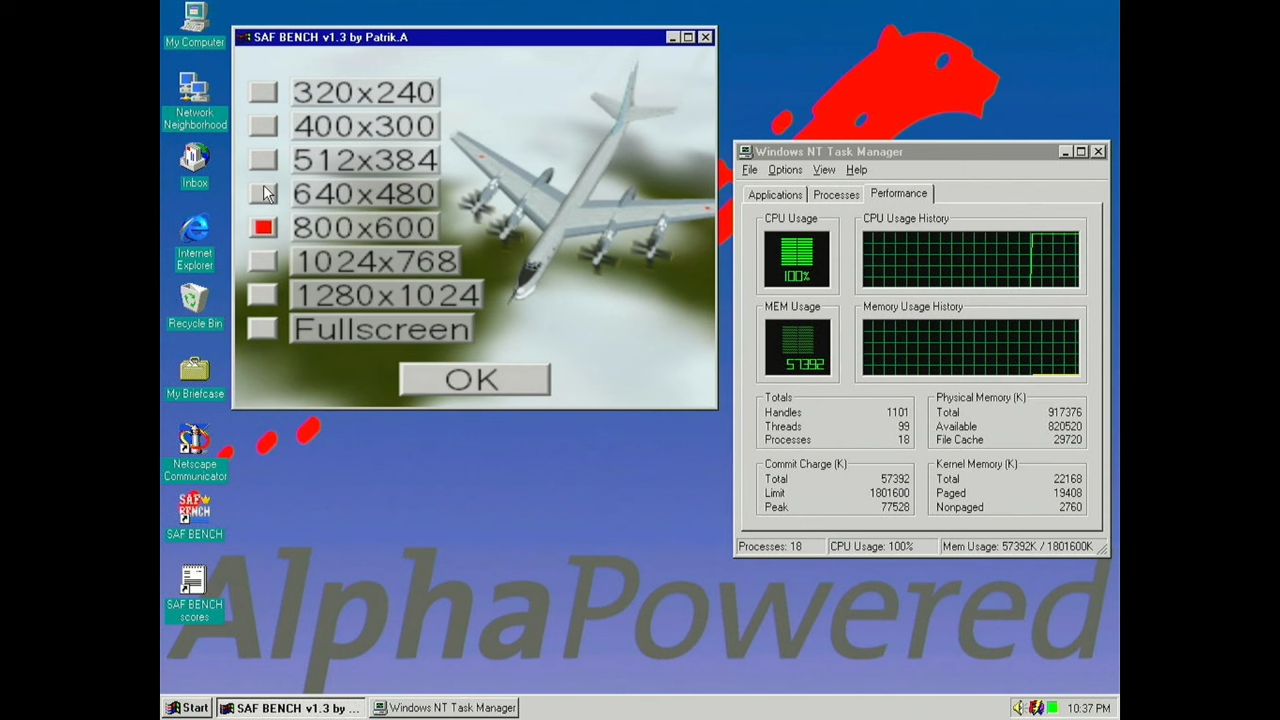 My Computer
Network
Neighborhood
Inbox
Internet
Explorer
Recycle Bin
My Briefcase
Netscape
Communicator
SAF
BENCH
SAF BENCH
SAF BENCH
scores
SAF BENCH v1.3 by Patrik.A
320x240
400x300
512x384
640x480
800x600
1024x768
1280x1024
Fullscreen
OK
Windows NT Task Manager
File Options View Help
Applications Processes Performance
CPU Usage CPU Usage History
100%
MEM Usage Memory Usage History
57392
Totals
Handles 1101
Threads 99
Processes 18
Physical Memory (K)
Total 917376
Available 820520
File Cache 29720
Commit Charge (K)
Total 57392
Limit 1801600
Peak 77528
Kernel Memory (K)
Total 22168
Paged 19408
Nonpaged 2760
Processes: 18 CPU Usage: 100% Mem Usage: 57392K / 1801600K
AlphaPowered
Start SAF BENCH v1.3 by ... Windows NT Task Manager 10:37 PM